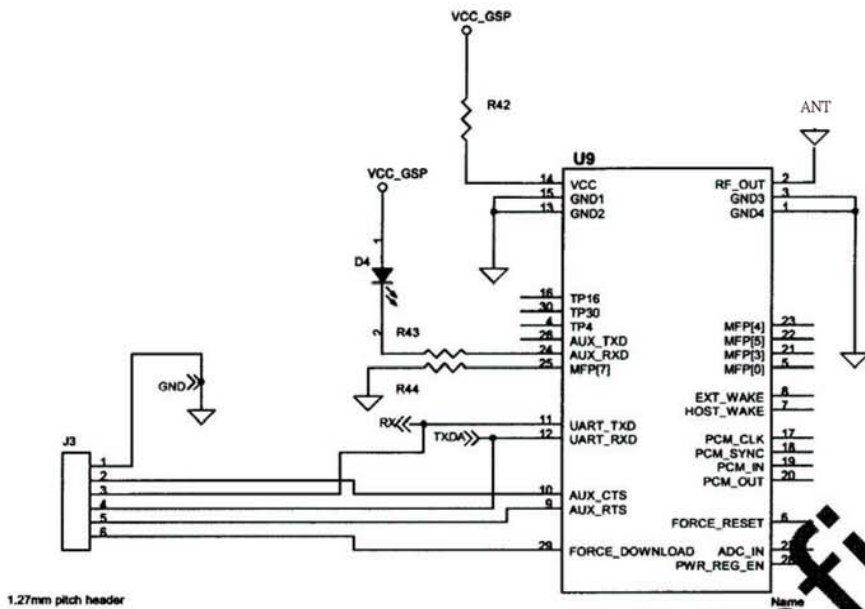 VCC_GSP
R42
ANT
U9
VCC_GSP
14 VCC RF_OUT 2
15 GND1 GND3 3
13 GND2 GND4 1
1
D4
2
16 TP16
30 TP30
4 TP4
AUX_TXD
24 AUX_RXD
25 MFP[7]
R43
R44
MFP[4] 23
MFP[5] 22
MFP[3] 21
MFP[0] 5
GND
EXT_WAKE 8
HOST_WAKE 7
RX 11 UART_TXD
TXDA 12 UART_RXD
PCM_CLK 17
PCM_SYNC 18
PCM_IN 19
PCM_OUT 20
J3
1
2
3
4
5
6
10 AUX_CTS
9 AUX_RTS
FORCE_RESET 6
29 FORCE_DOWNLOAD
ADC_IN
PWR_REG_EN
1.27mm pitch header
Name